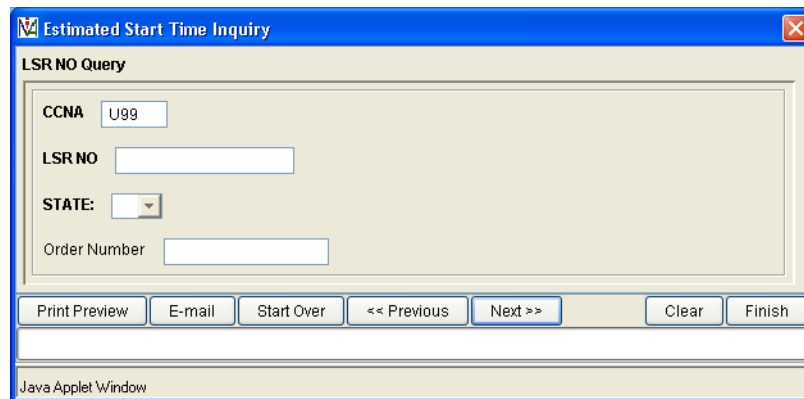 Estimated Start Time Inquiry
LSR NO Query
CCNA U99
LSR NO
STATE:
Order Number
Print Preview E-mail Start Over << Previous Next >> Clear Finish
Java Applet Window